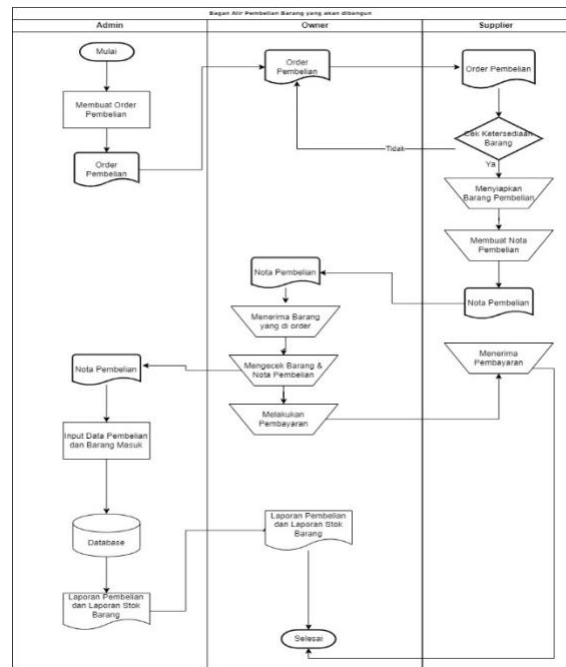 Bagan Alir Pembelian Barang yang akan dibangun
Admin
Owner
Supplier
Mulai
Membuat Order
Pembelian
Order
Pembelian
Order
Pembelian
Order Pembelian
Cek Ketersediaan
Barang
Tidak
Ya
Menyiapkan
Barang Pembelian
Membuat Nota
Pembelian
Nota Pembelian
Nota Pembelian
Menerima Barang
yang di order
Mengecek Barang &
Nota Pembelian
Melakukan
Pembayaran
Menerima
Pembayaran
Nota Pembelian
Input Data Pembelian
dan Barang Masuk
Database
Laporan Pembelian
dan Laporan Stok
Barang
Laporan Pembelian
dan Laporan Stok
Barang
Selesai